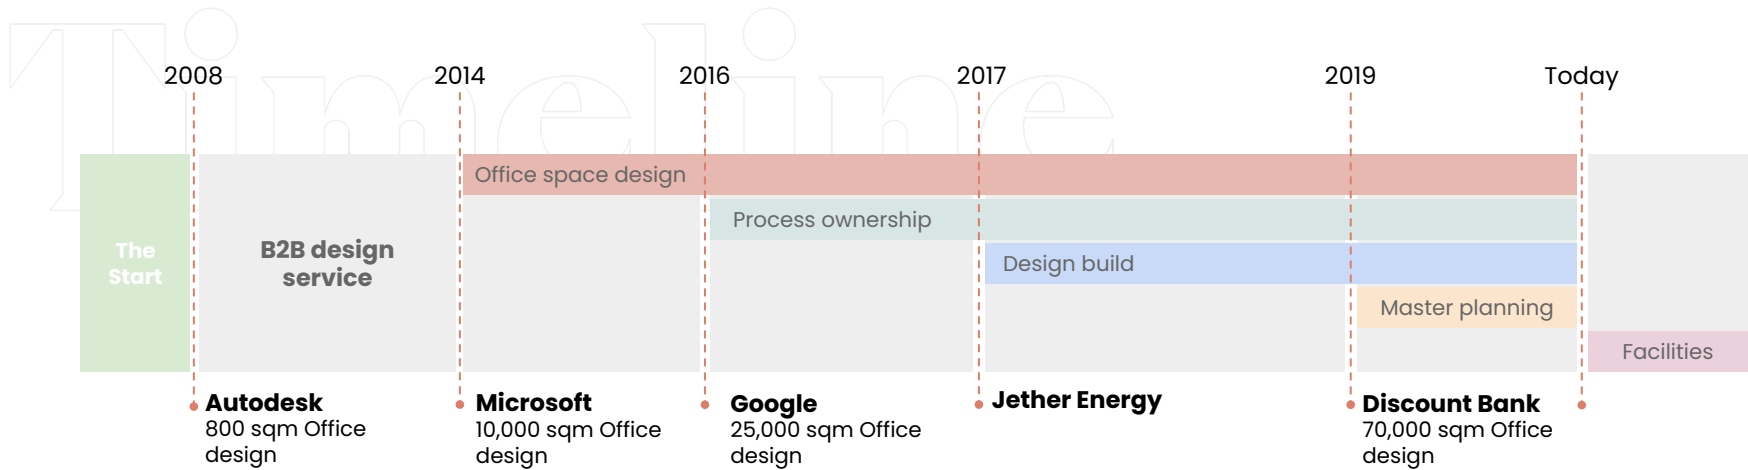 Timeline
2008
2014
2016
2017
2019
Today
The
Start
B2B design
service
Office space design
Process ownership
Design build
Master planning
Facilities
Autodesk
800 sqm Office
design
Microsoft
10,000 sqm Office
design
Google
25,000 sqm Office
design
Jether Energy
Discount Bank
70,000 sqm Office
design